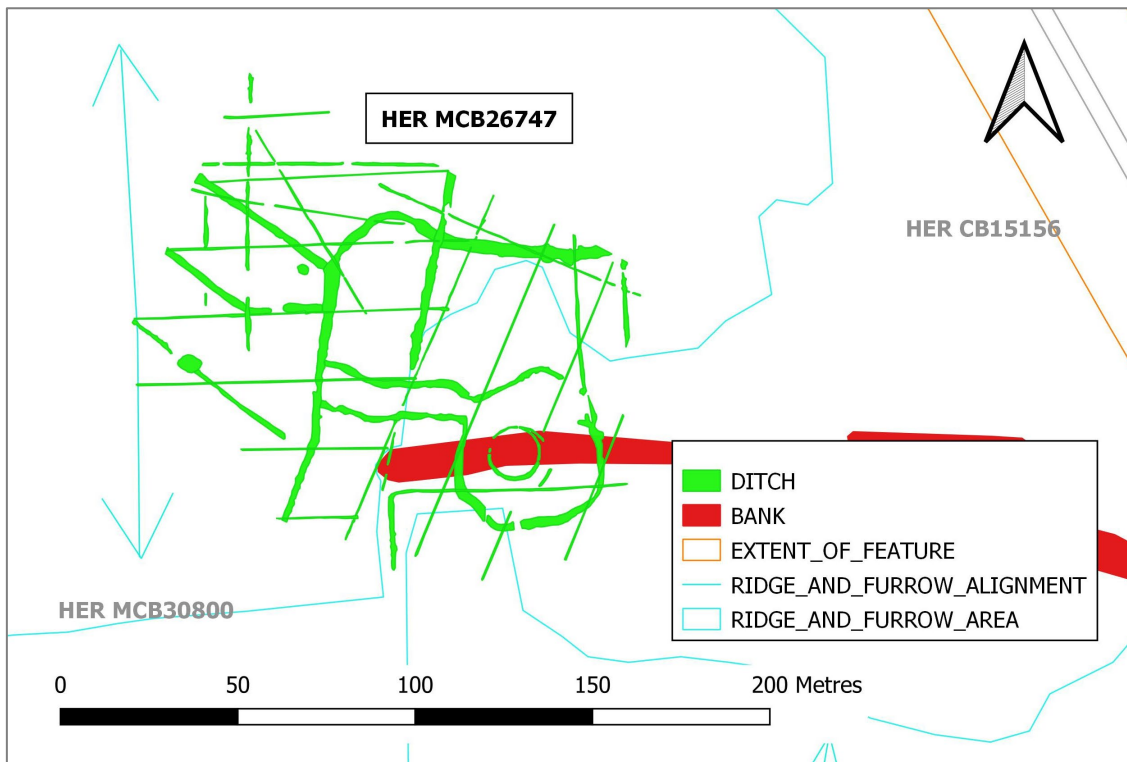 HER MCB26747
HER CB15156
DITCH
BANK
EXTENT_OF_FEATURE
RIDGE_AND_FURROW_ALIGNMENT
RIDGE_AND_FURROW_AREA
HER MCB30800
0 50 100 150 200 Metres